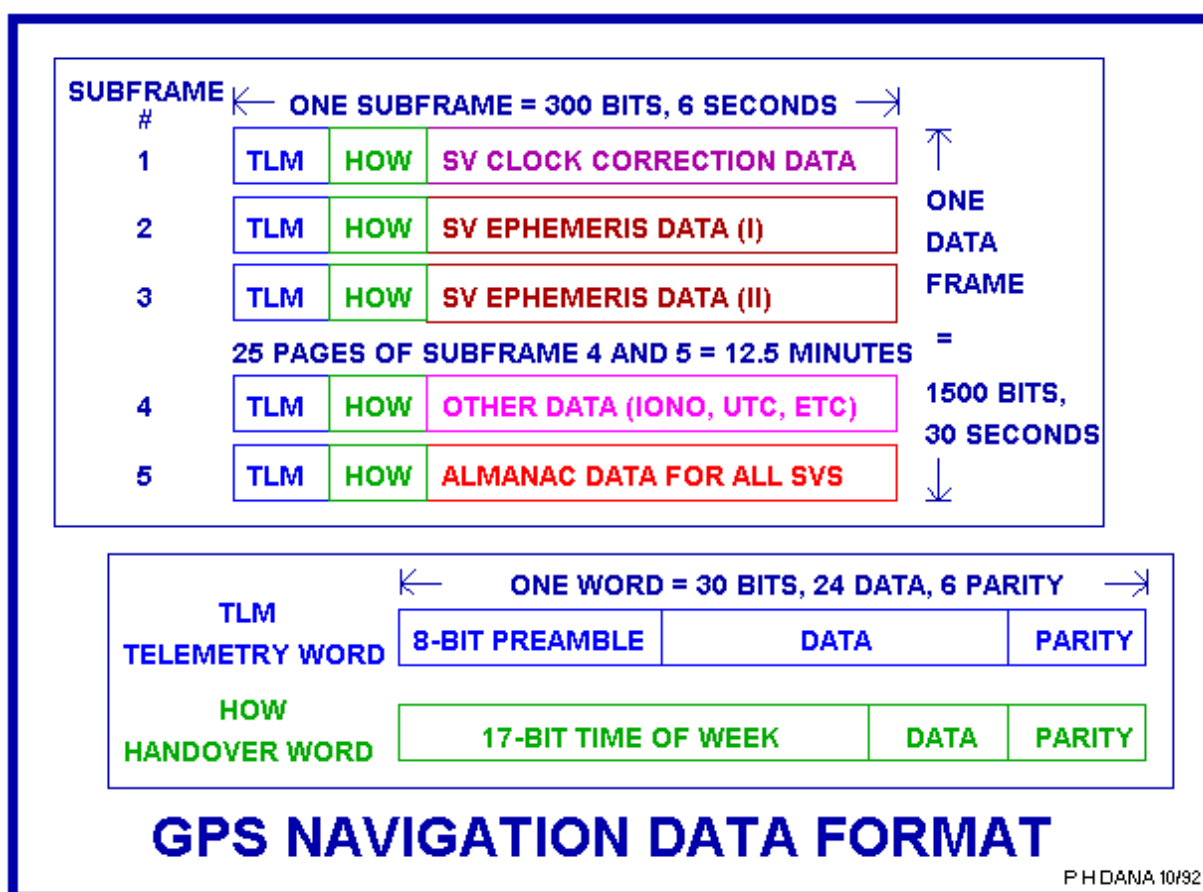 SUBFRAME
#
ONE SUBFRAME = 300 BITS, 6 SECONDS
1 TLM HOW SV CLOCK CORRECTION DATA
2 TLM HOW SV EPHEMERIS DATA (I)
3 TLM HOW SV EPHEMERIS DATA (II)
25 PAGES OF SUBFRAME 4 AND 5 = 12.5 MINUTES
4 TLM HOW OTHER DATA (IONO, UTC, ETC)
5 TLM HOW ALMANAC DATA FOR ALL SVS
ONE
DATA
FRAME
=
1500 BITS,
30 SECONDS
ONE WORD = 30 BITS, 24 DATA, 6 PARITY
TLM
TELEMETRY WORD
8-BIT PREAMBLE DATA PARITY
HOW
HANDOVER WORD
17-BIT TIME OF WEEK DATA PARITY
GPS NAVIGATION DATA FORMAT
P H DANA 10/92